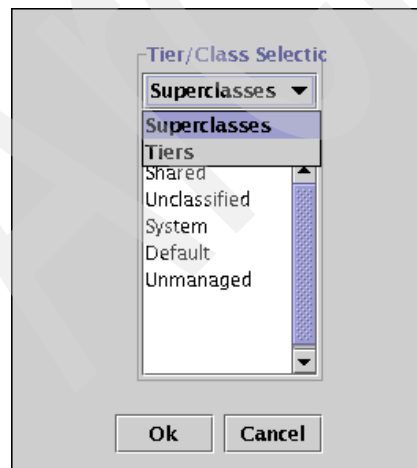 Tier/Class Selectic
Superclasses
Superclasses
Tiers
Shared
Unclassified
System
Default
Unmanaged
Ok
Cancel